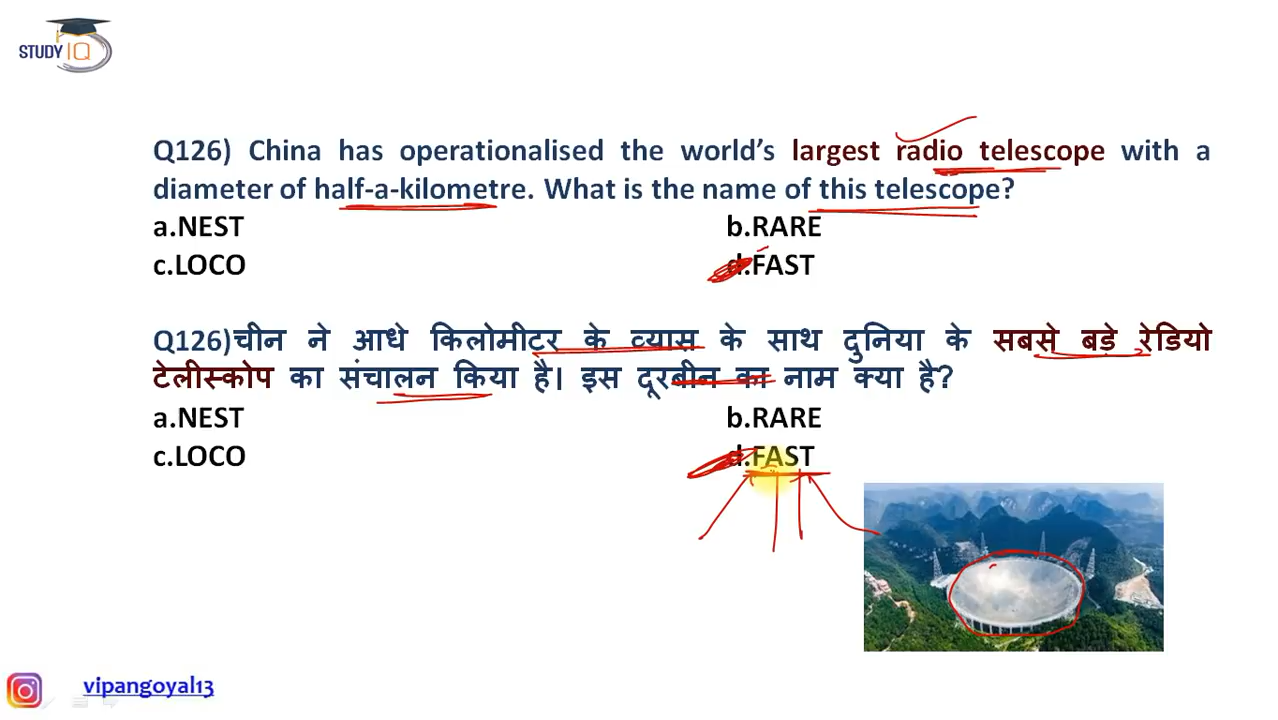 STUDY IQ
Q126) China has operationalised the world’s largest radio telescope with a
diameter of half-a-kilometre. What is the name of this telescope?
a.NEST b.RARE
c.LOCO d.FAST
Q126)चीन ने आधे किलोमीटर के व्यास के साथ दुनिया के सबसे बड़े रेडियो
टेलीस्कोप का संचालन किया है। इस दूरबीन का नाम क्या है?
a.NEST b.RARE
c.LOCO d.FAST
vipangoyal13